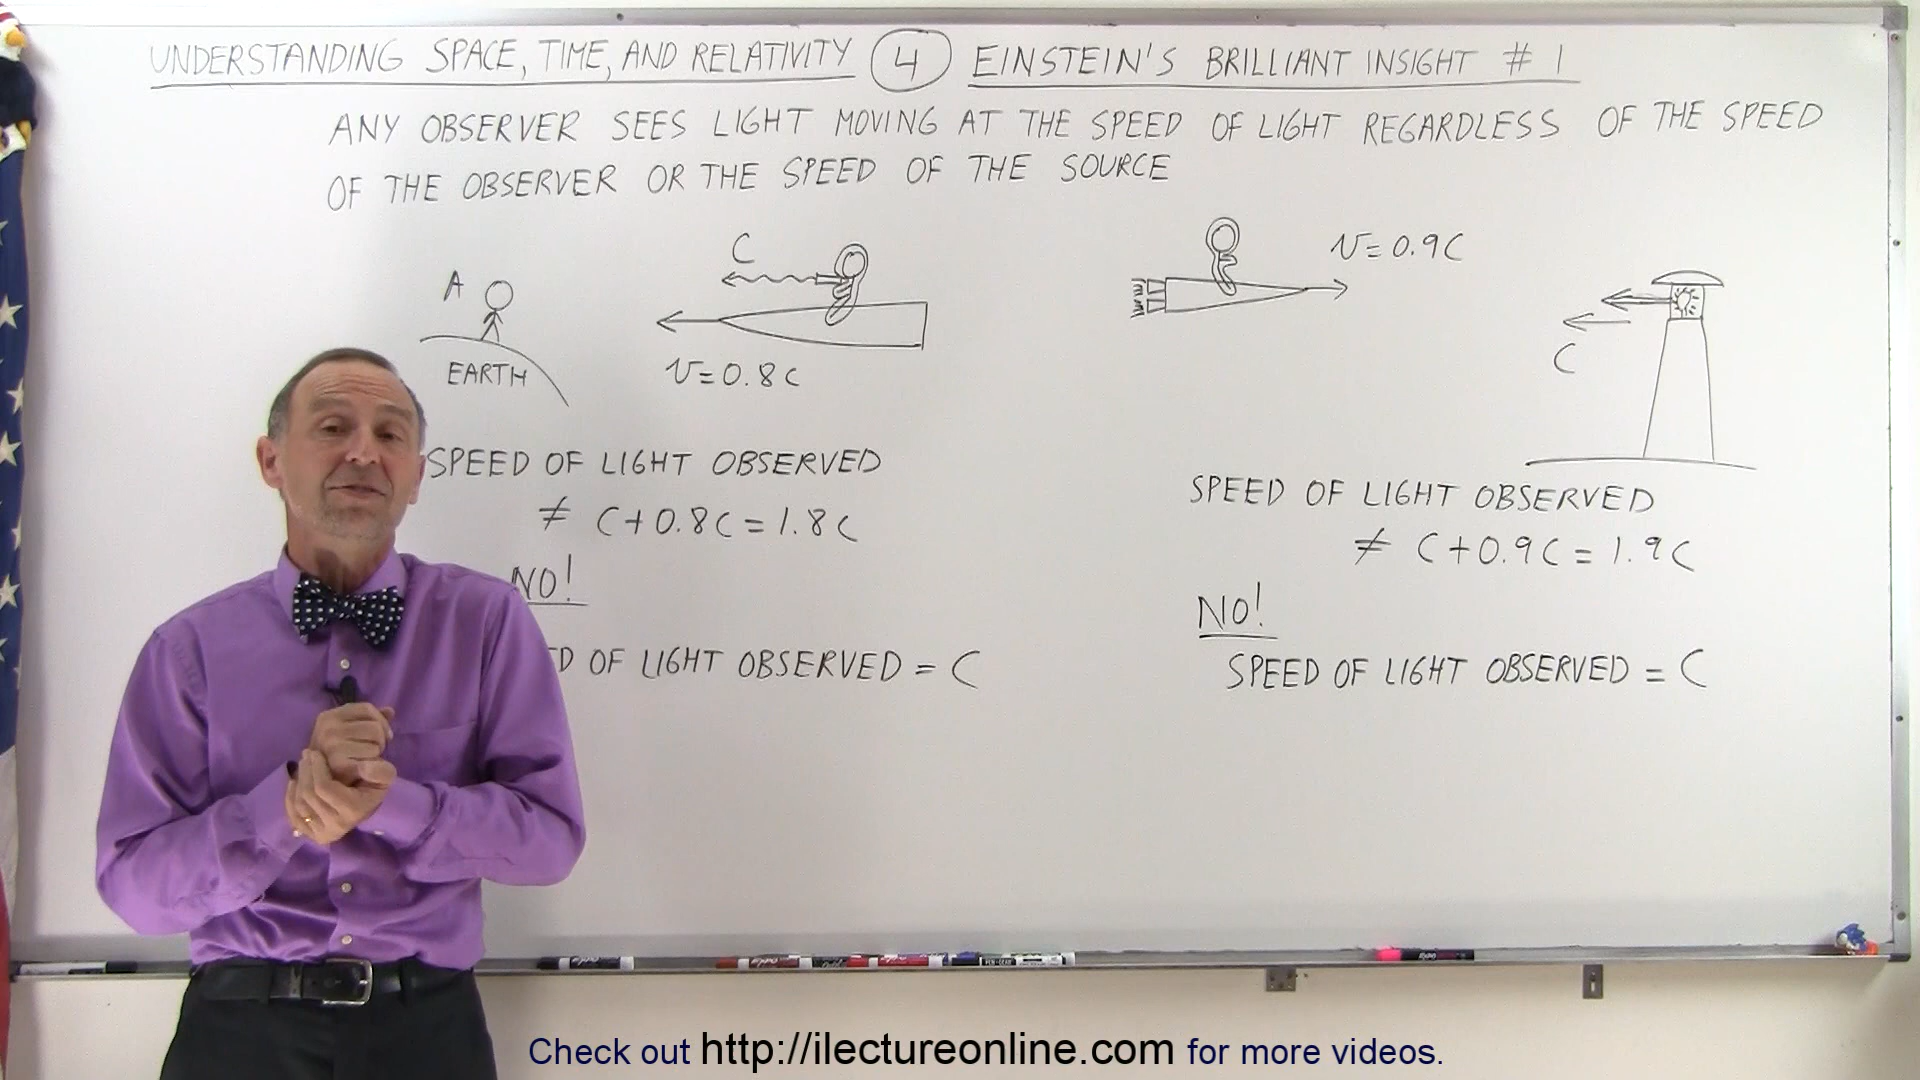 UNDERSTANDING SPACE, TIME, AND RELATIVITY 4 EINSTEIN'S BRILLIANT INSIGHT # 1
ANY OBSERVER SEES LIGHT MOVING AT THE SPEED OF LIGHT REGARDLESS OF THE SPEED
OF THE OBSERVER OR THE SPEED OF THE SOURCE
A
EARTH
C
V=0.8C
V=0.9C
C
SPEED OF LIGHT OBSERVED
≠ C+0.8C=1.8C
NO!
ED OF LIGHT OBSERVED = C
SPEED OF LIGHT OBSERVED
≠ C+0.9C=1.9C
NO!
SPEED OF LIGHT OBSERVED = C
Check out http://ilectureonline.com for more videos.